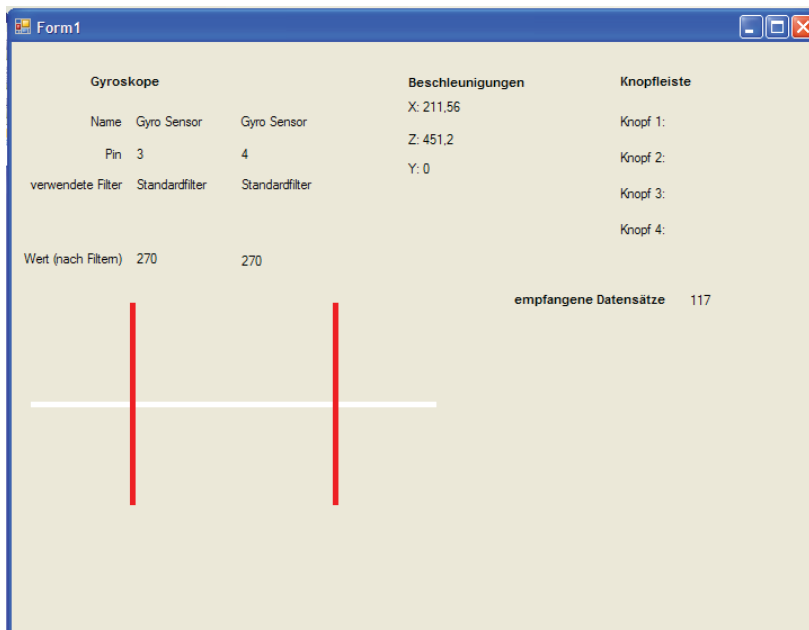 Form1
Gyroskope
Beschleunigungen
Knopfleiste
Name Gyro Sensor Gyro Sensor
X: 211,56
Knopf 1:
Pin 3 4
Z: 451,2
Knopf 2:
verwendete Filter Standardfilter Standardfilter
Y: 0
Knopf 3:
Knopf 4:
Wert (nach Filtern) 270 270
empfangene Datensätze 117